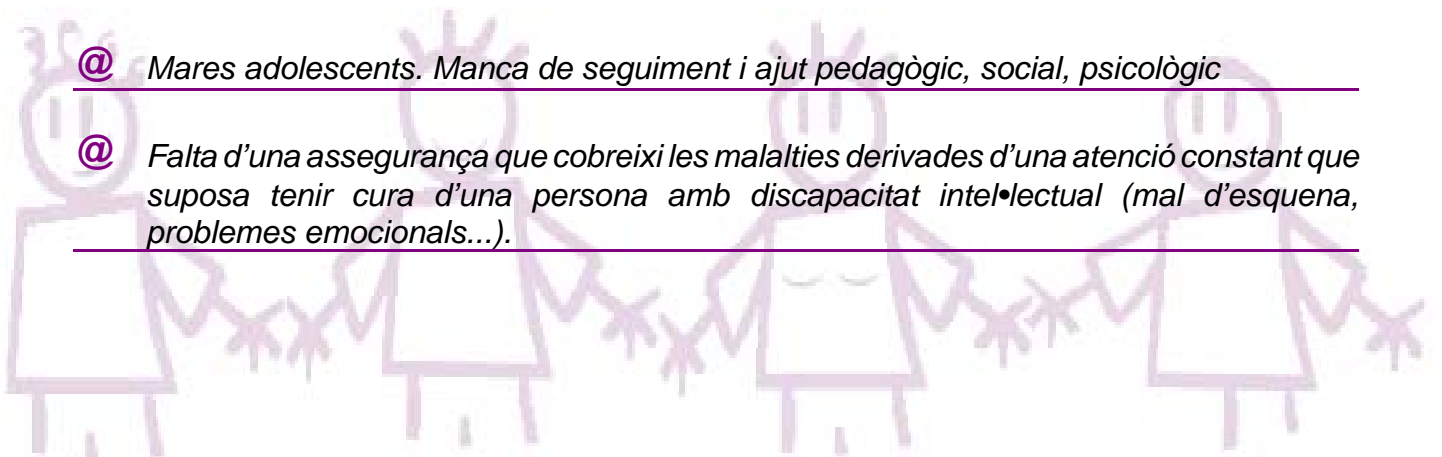 @ Mares adolescents. Manca de seguiment i ajut pedagògic, social, psicològic
@ Falta d’una assegurança que cobreixi les malalties derivades d’una atenció constant que
suposa tenir cura d’una persona amb discapacitat intel•lectual (mal d’esquena,
problemes emocionals...).